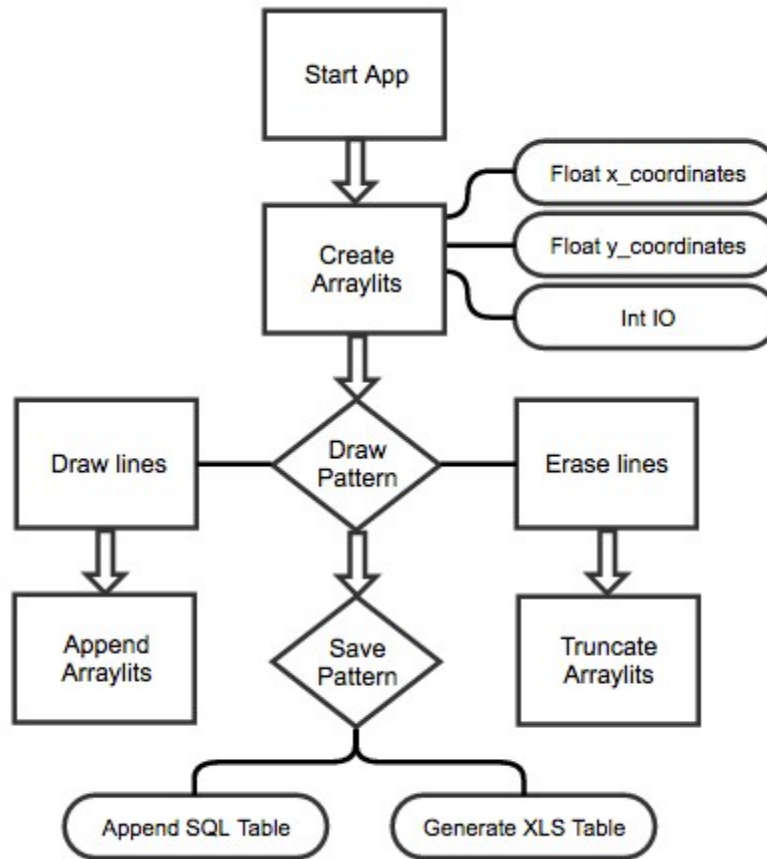 Start App
Float x_coordinates
Create
Arraylits
Float y_coordinates
Int IO
Draw lines
Draw
Pattern
Erase lines
Append
Arraylits
Save
Pattern
Truncate
Arraylits
Append SQL Table
Generate XLS Table